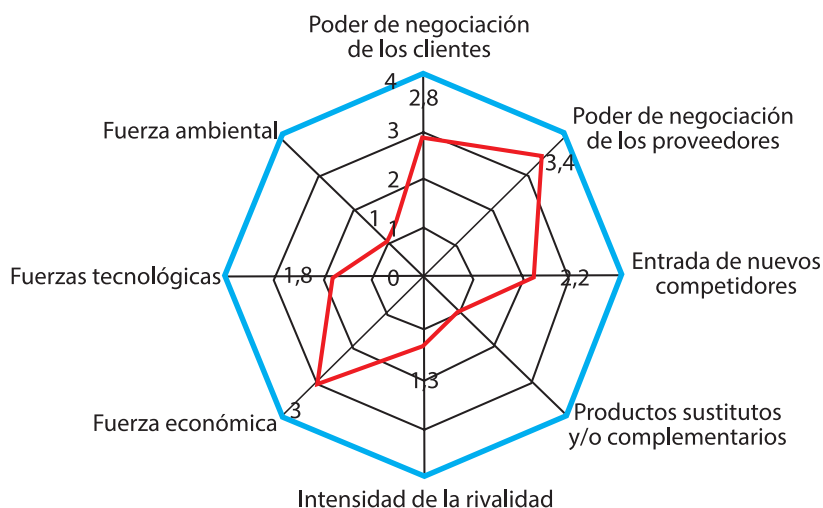 Poder de negociación
de los clientes
4
2,8
Fuerza ambiental
Poder de negociación
de los proveedores
3
3,4
2
1
1
Fuerzas tecnológicas
1,8
0
2,2
Entrada de nuevos
competidores
1,3
3
Fuerza económica
Productos sustitutos
y/o complementarios
Intensidad de la rivalidad